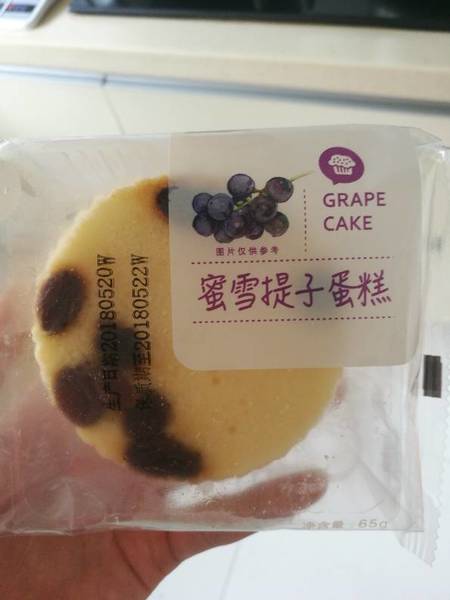 GRAPE
CAKE
图片仅供参考
蜜雪提子蛋糕
生产日期20180520W
保质期至20180522W
净含量：65g